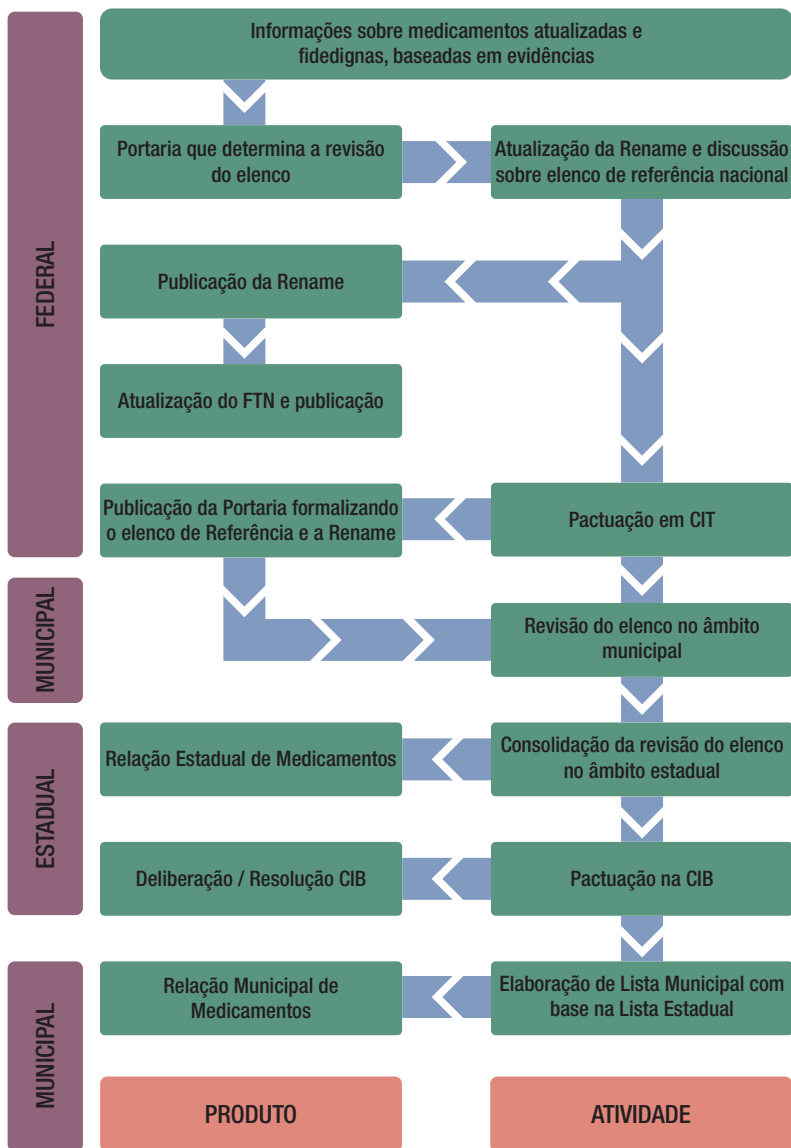 FEDERAL
Informações sobre medicamentos atualizadas e
fidedignas, baseadas em evidências
Portaria que determina a revisão
do elenco
Atualização da Rename e discussão
sobre elenco de referência nacional
Publicação da Rename
Atualização do FTN e publicação
Publicação da Portaria formalizando
o elenco de Referência e a Rename
Pactuação em CIT
MUNICIPAL
Revisão do elenco no âmbito
municipal
ESTADUAL
Relação Estadual de Medicamentos
Consolidação da revisão do elenco
no âmbito estadual
Deliberação / Resolução CIB
Pactuação na CIB
MUNICIPAL
Relação Municipal de
Medicamentos
Elaboração de Lista Municipal com
base na Lista Estadual
PRODUTO
ATIVIDADE